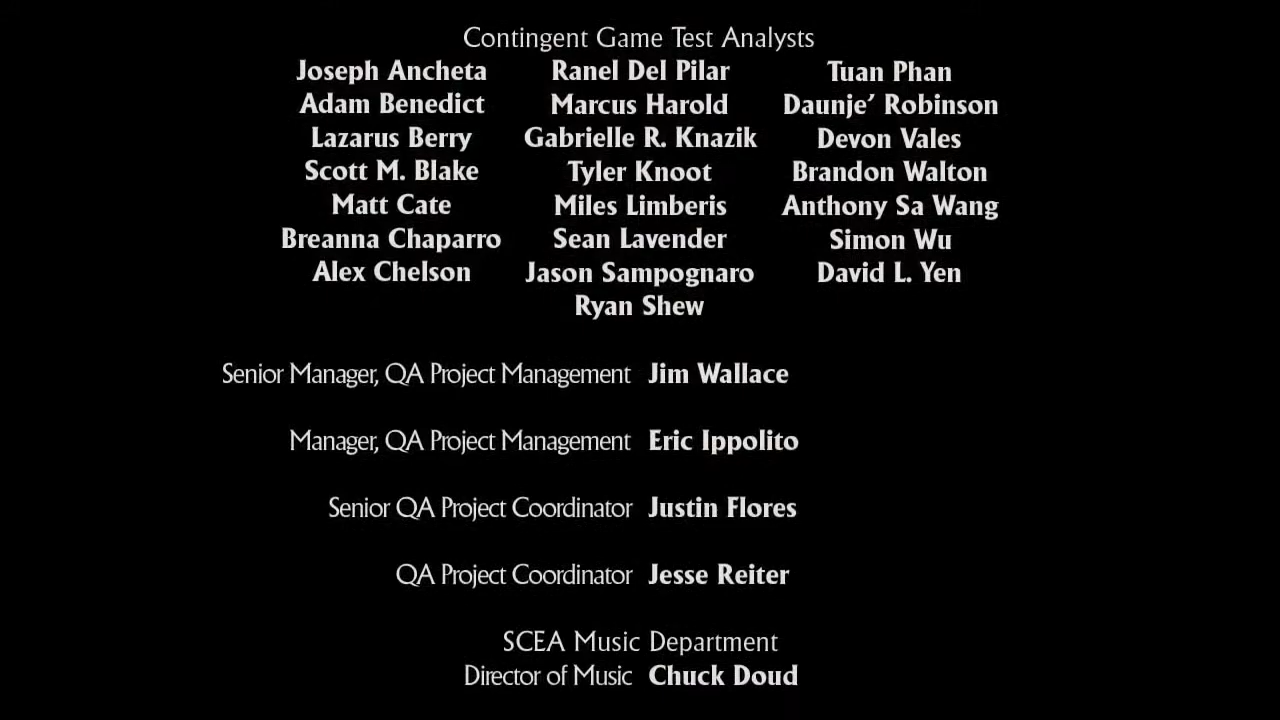 Contingent Game Test Analysts
Joseph Ancheta Ranel Del Pilar Tuan Phan
Adam Benedict Marcus Harold Daunje’ Robinson
Lazarus Berry Gabrielle R. Knazik Devon Vales
Scott M. Blake Tyler Knoot Brandon Walton
Matt Cate Miles Limberis Anthony Sa Wang
Breanna Chaparro Sean Lavender Simon Wu
Alex Chelson Jason Sampognaro David L. Yen
Ryan Shew
Senior Manager, QA Project Management Jim Wallace
Manager, QA Project Management Eric Ippolito
Senior QA Project Coordinator Justin Flores
QA Project Coordinator Jesse Reiter
SCEA Music Department
Director of Music Chuck Doud